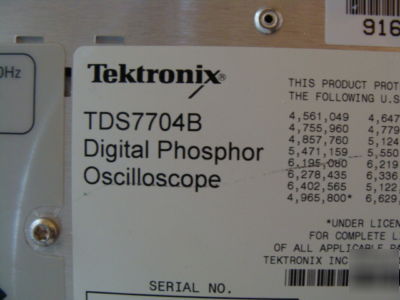 0Hz
916
Tektronix®
TDS7704B
Digital Phosphor
Oscilloscope
THIS PRODUCT PROT
THE FOLLOWING U.S
4,561,049 4,647
4,755,960 4,779
4,857,760 5,124
5,471,159 5,550
6,195,080 6,219
6,278,435 6,336
6,402,565 5,122
4,965,800* 6,629
*UNDER LICEN
FOR COMPLETE L
OF ALL APPLICABLE PA
TEKTRONIX INC
SERIAL NO.